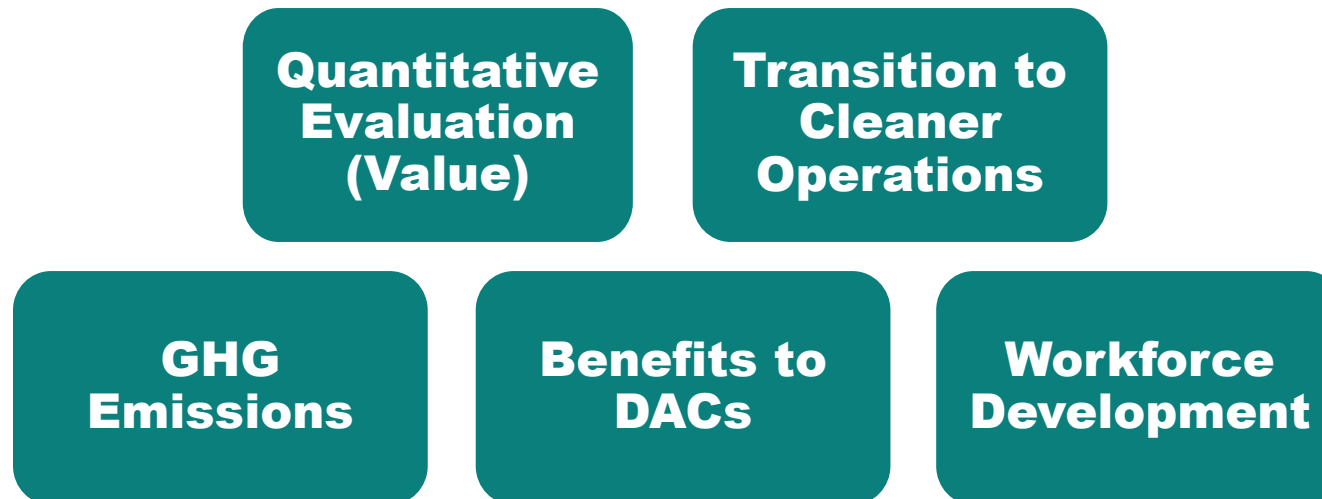 Quantitative
Evaluation
(Value)
Transition to
Cleaner
Operations
GHG
Emissions
Benefits to
DACs
Workforce
Development